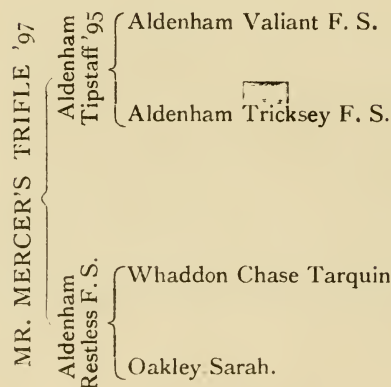 MR. MERCER'S TRIFLE '97
Aldenham
Tipstaff '95
Aldenham Valiant F. S.
Aldenham Tricksey F. S.
Aldenham
Restless F. S.
Whaddon Chase Tarquin
Oakley Sarah.